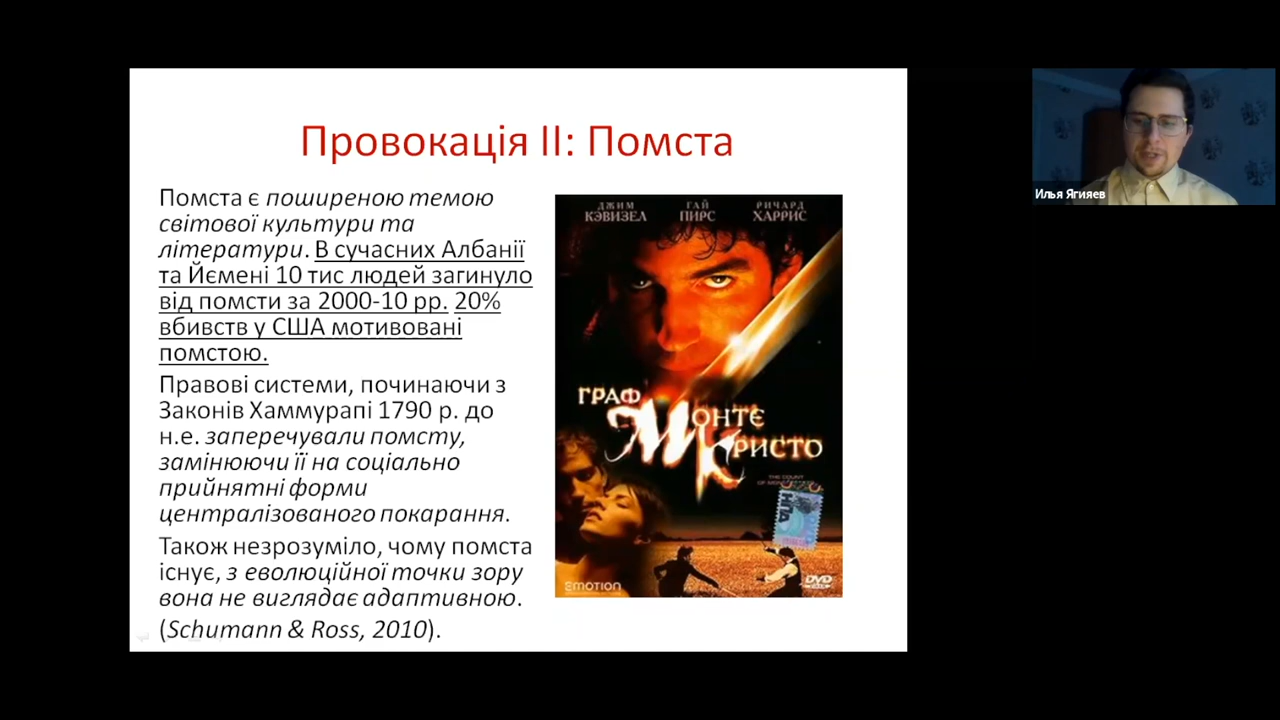 Провокація II: Помста
Помста є поширеною темою
світової культури та
літератури. В сучасних Албанії
та Йємені 10 тис людей загинуло
від помсти за 2000-10 рр. 20%
вбивств у США мотивовані
помстою.
Правові системи, починаючи з
Законів Хаммурапі 1790 р. до
н.е. заперечували помсту,
замінюючи її на соціально
прийнятні форми
централізованого покарання.
Також незрозуміло, чому помста
існує, з еволюційної точки зору
вона не виглядає адаптивною.
(Schumann & Ross, 2010).
ДЖИМ КЭВИЗЕЛ
ГАЙ ПИРС
РИЧАРД ХАРРИС
ГРАФ
МОНТЕ
КРИСТО
THE COUNT
EMOTION
DVD
Илья Ягияев